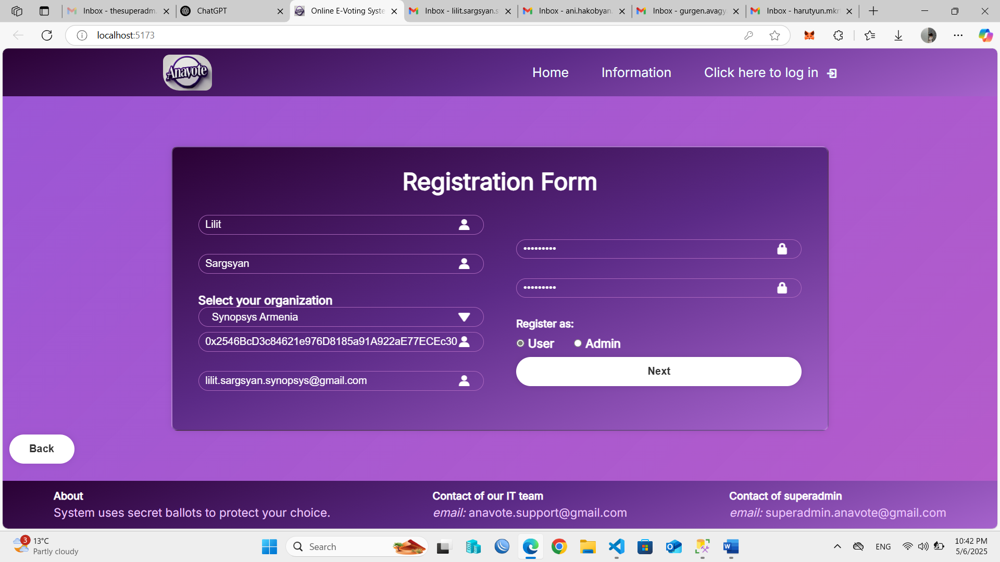 Inbox - thesuperadm
ChatGPT
Online E-Voting Syste
Inbox - lilit.sargsyan.s
Inbox - ani.hakobyan.
Inbox - gurgen.avagy
Inbox - harutyun.mkr
localhost:5173
Anavote
Home
Information
Click here to log in
Registration Form
Lilit
Sargsyan
Select your organization
Synopsys Armenia
0x2546BcD3c84621e976D8185a91A922aE77ECEc30
lilit.sargsyan.synopsys@gmail.com
•••••••••
•••••••••
Register as:
User
Admin
Next
Back
About
System uses secret ballots to protect your choice.
Contact of our IT team
email: anavote.support@gmail.com
Contact of superadmin
email: superadmin.anavote@gmail.com
3
13°C
Partly cloudy
Search
ENG
10:42 PM
5/6/2025